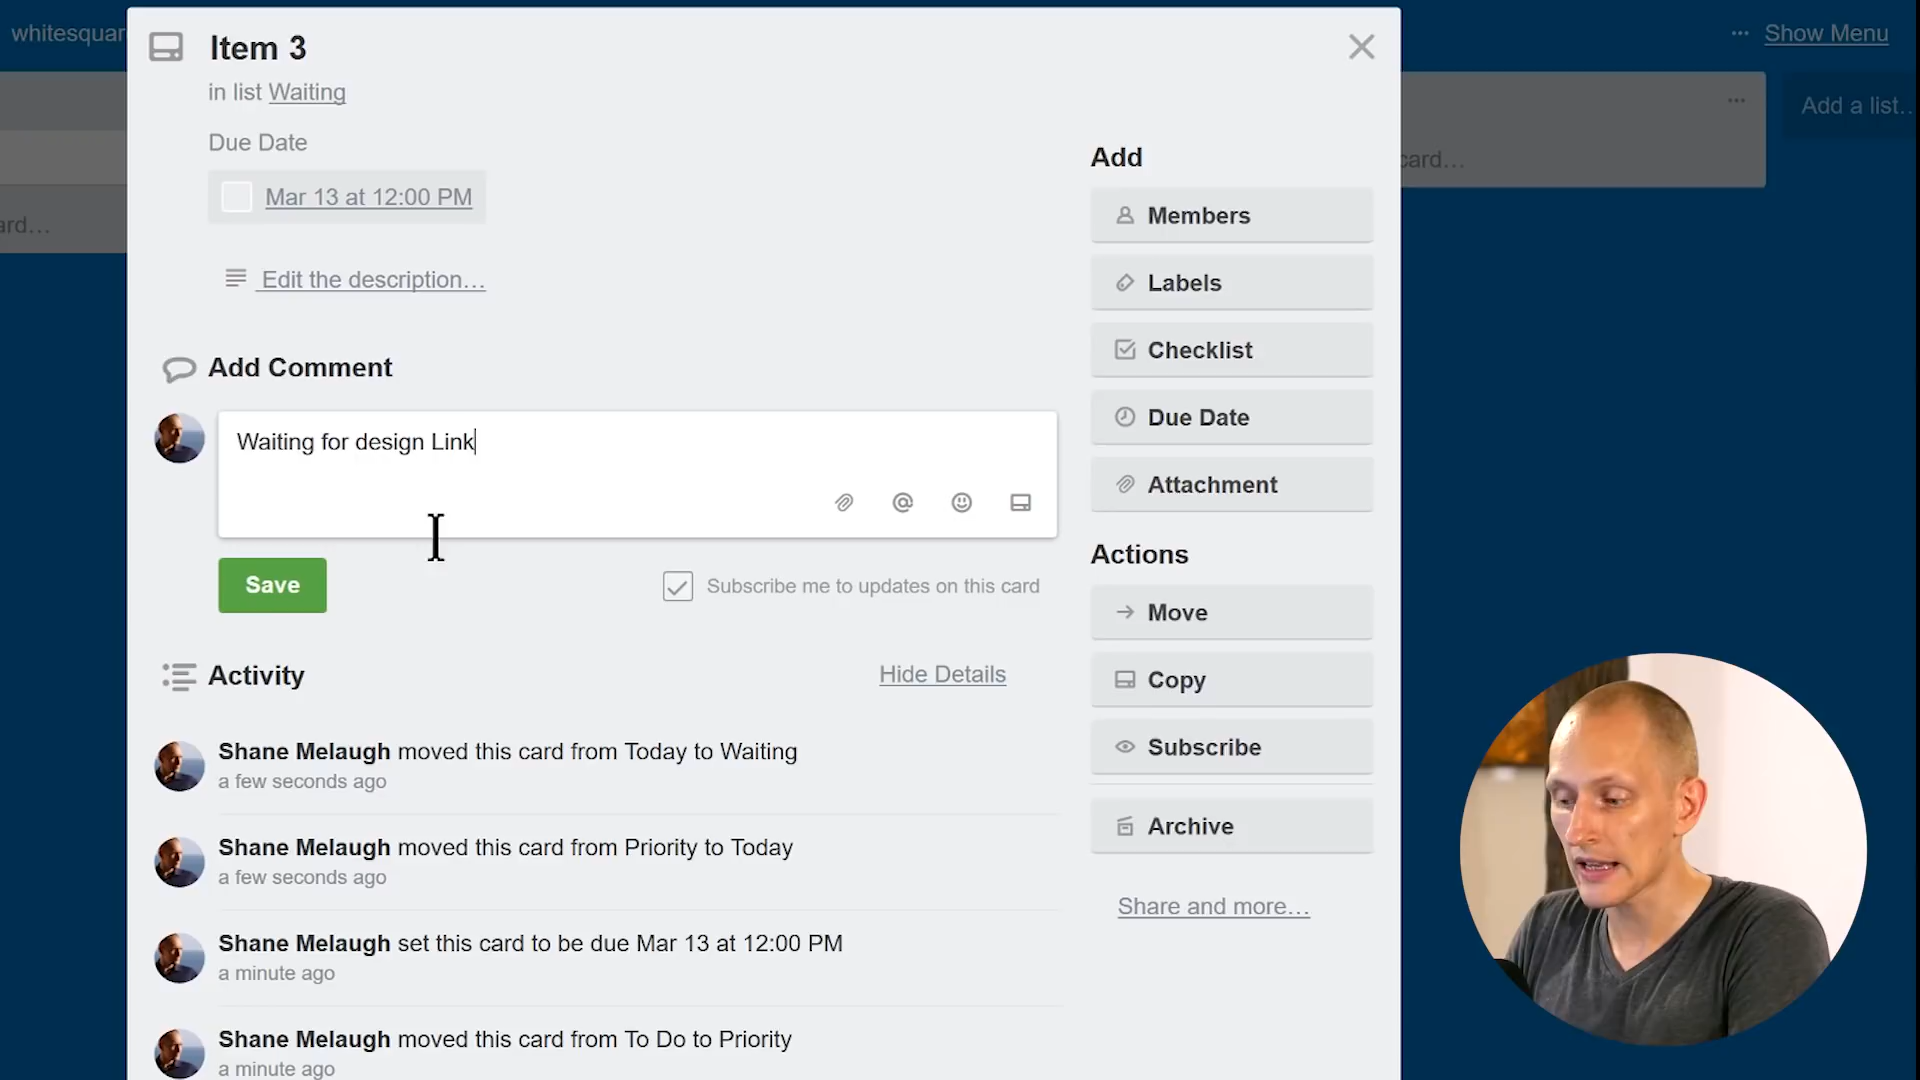 whitesquar
... Show Menu
Item 3
in list Waiting
Due Date
Mar 13 at 12:00 PM
Edit the description…
Add Comment
Waiting for design Link
Save
Subscribe me to updates on this card
Activity
Hide Details
Shane Melaugh moved this card from Today to Waiting
a few seconds ago
Shane Melaugh moved this card from Priority to Today
a few seconds ago
Shane Melaugh set this card to be due Mar 13 at 12:00 PM
a minute ago
Shane Melaugh moved this card from To Do to Priority
a minute ago
Add
Members
Labels
Checklist
Due Date
Attachment
Actions
Move
Copy
Subscribe
Archive
Share and more…
ard…
card…
Add a list…